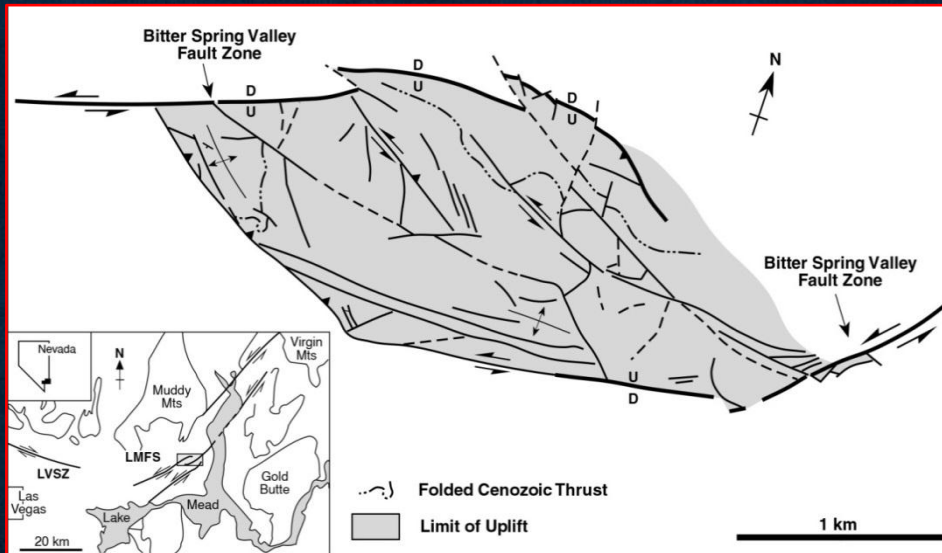 Bitter Spring Valley
Fault Zone
D
U
D
U
D
U
N
Bitter Spring Valley
Fault Zone
U
D
Nevada
N
Virgin
Mts
Muddy
Mts
LMFS
LVSZ
Gold
Butte
Las
Vegas
Lake
Mead
20 km
Folded Cenozoic Thrust
Limit of Uplift
1 km